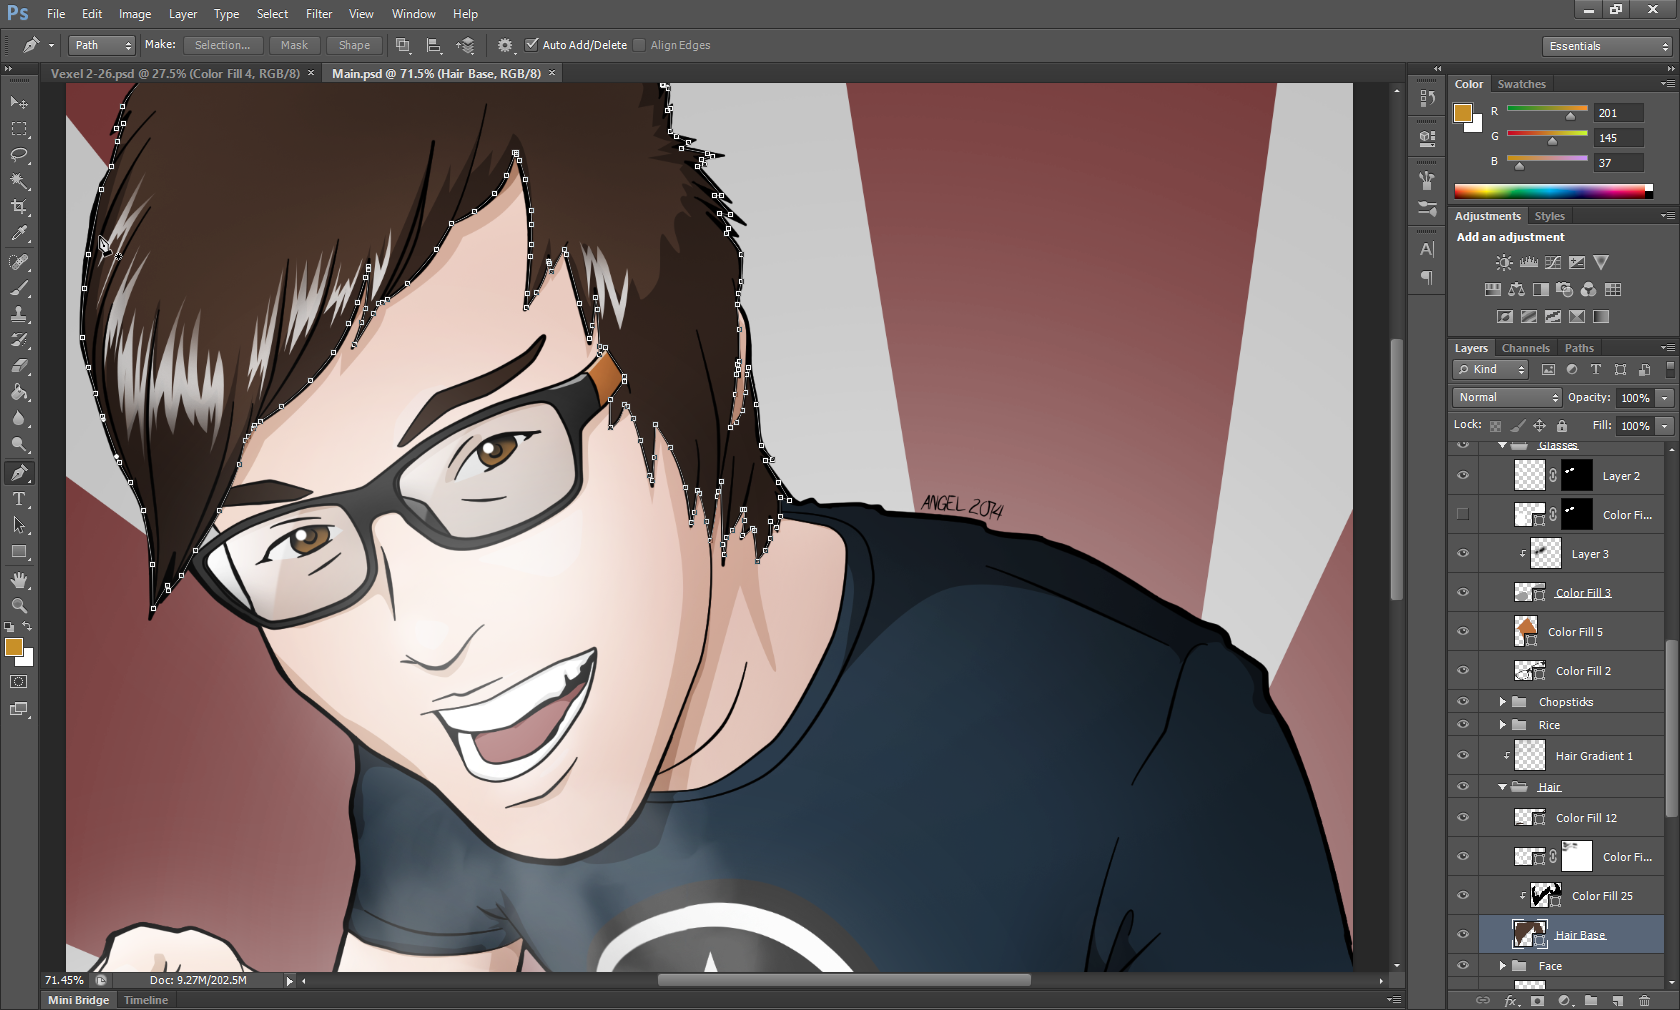 Ps File Edit Image Layer Type Select Filter View Window Help
Path Make: Selection... Mask Shape Auto Add/Delete Align Edges Essentials
Vexel 2-26.psd @ 27.5% (Color Fill 4, RGB/8) × Main.psd @ 71.5% (Hair Base, RGB/8) ×
Color Swatches
R 201
G 145
B 37
Adjustments Styles
Add an adjustment
Layers Channels Paths
Kind
Normal Opacity: 100%
Lock: Fill: 100%
Glasses
Layer 2
Color Fi...
Layer 3
Color Fill 3
Color Fill 5
Color Fill 2
Chopsticks
Rice
Hair Gradient 1
Hair
Color Fill 12
Color Fi...
Color Fill 25
Hair Base
Face
ANGEL 2014
71.45% Doc: 9.27M/202.5M
Mini Bridge Timeline